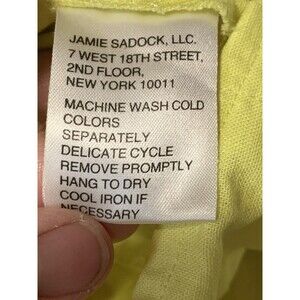 JAMIE SADOCK, LLC.
7 WEST 18TH STREET,
2ND FLOOR,
NEW YORK 10011
MACHINE WASH COLD
COLORS
SEPARATELY
DELICATE CYCLE
REMOVE PROMPTLY
HANG TO DRY
COOL IRON IF
NECESSARY